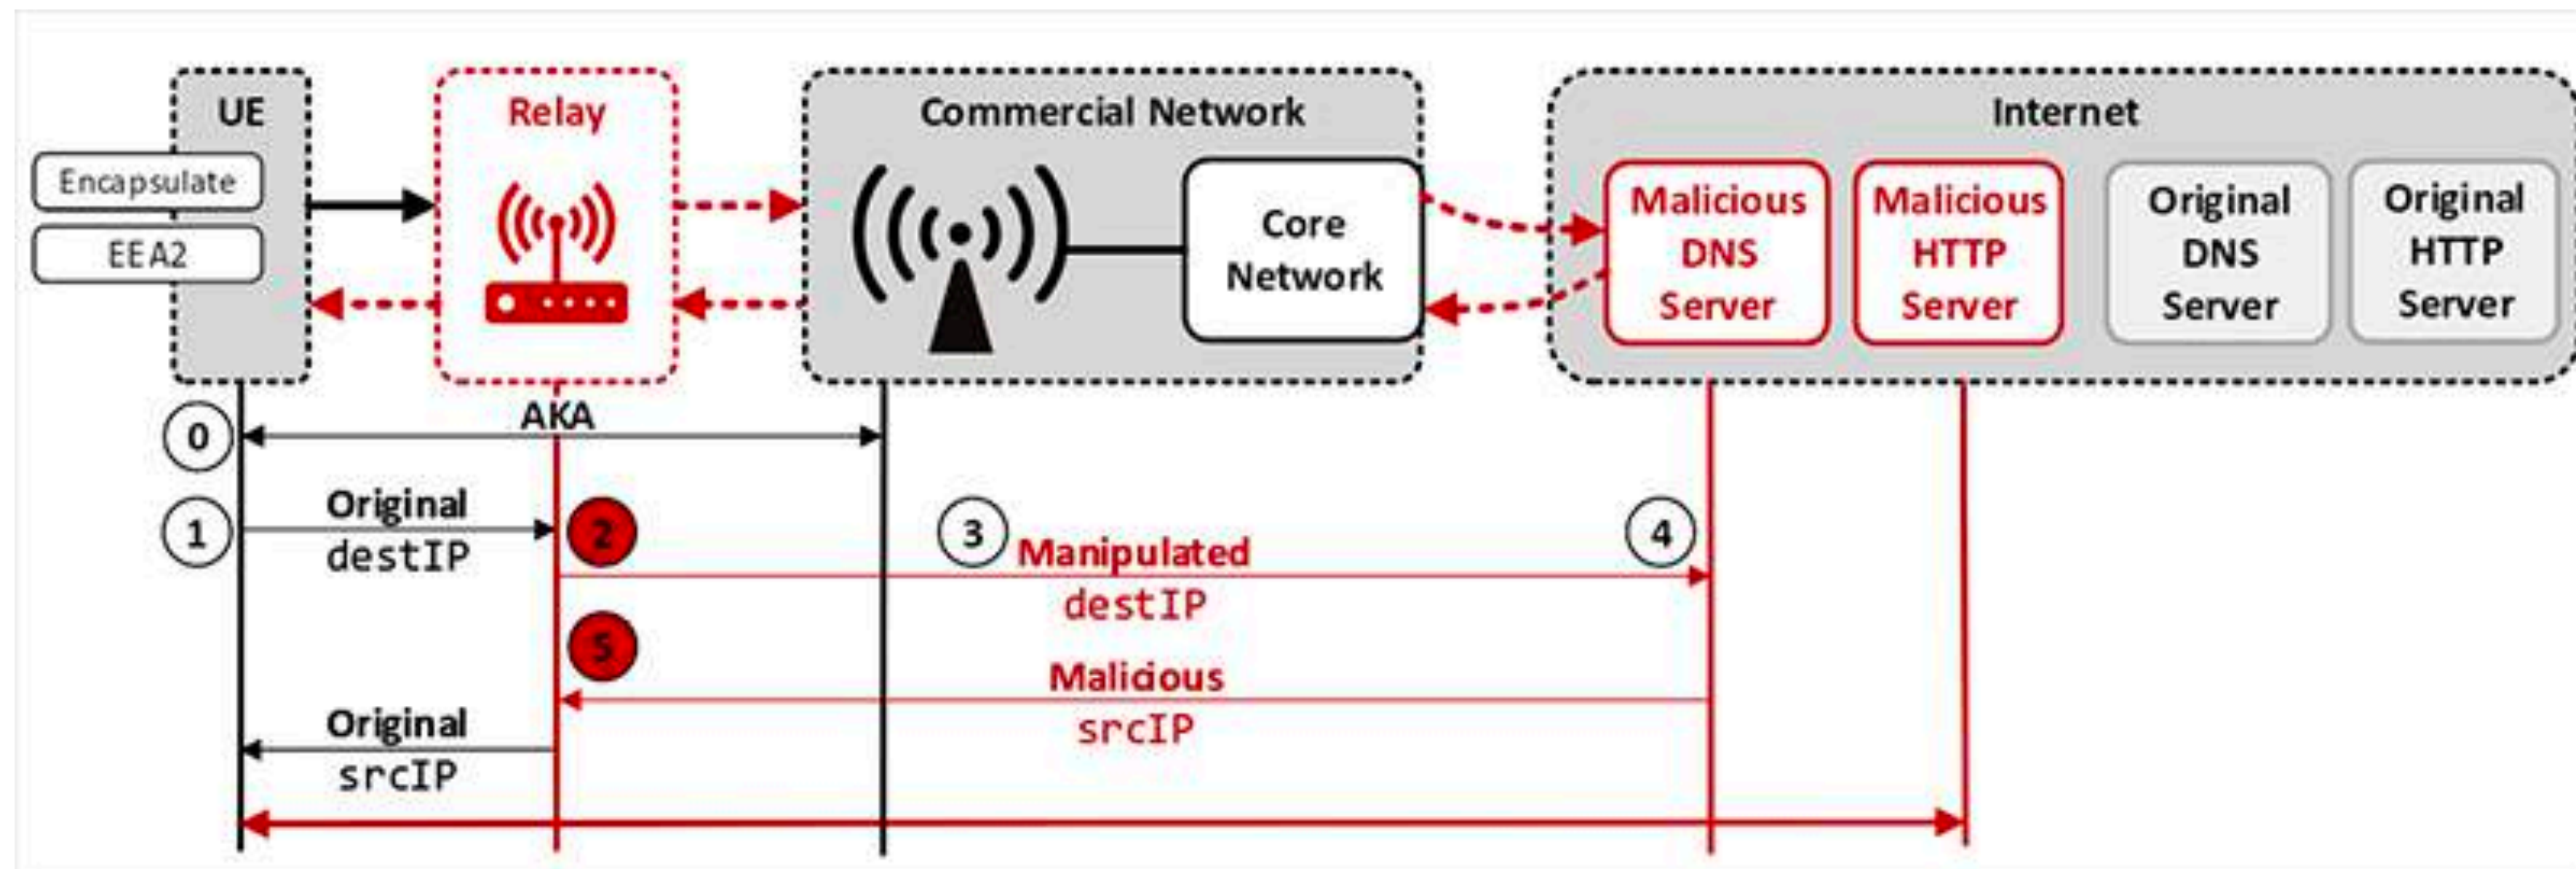 UE
Relay
Commercial Network
Internet
Encapsulate
EEA2
Core
Network
Malicious
DNS
Server
Malicious
HTTP
Server
Original
DNS
Server
Original
HTTP
Server
AKA
0
1
Original
destIP
2
3
Manipulated
destIP
4
5
Malicious
srcIP
Original
srcIP